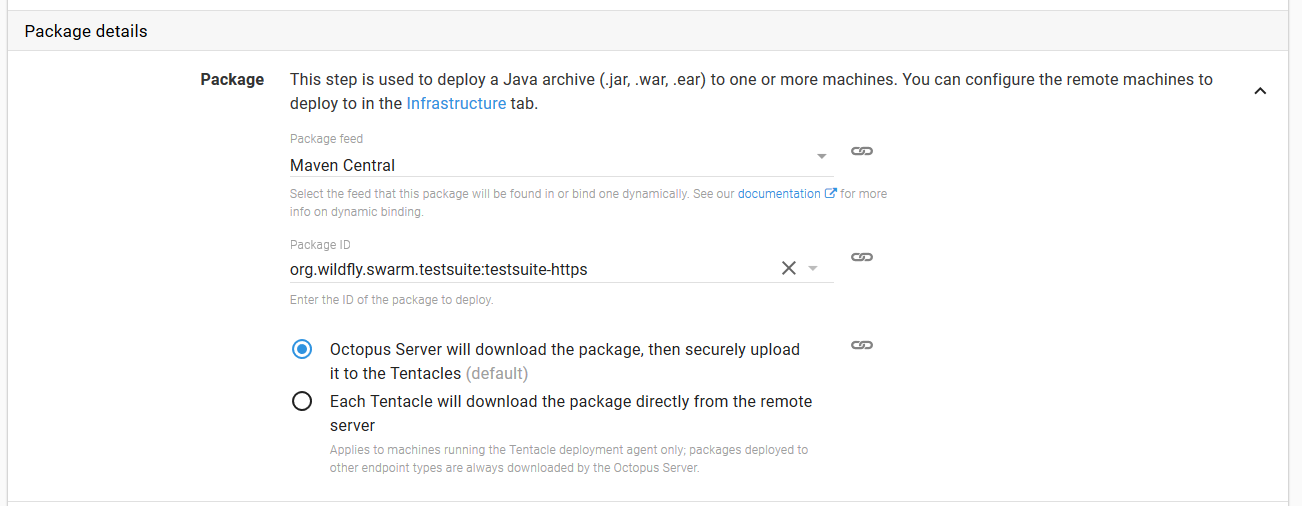 Package details
Package
This step is used to deploy a Java archive (.jar, .war, .ear) to one or more machines. You can configure the remote machines to
deploy to in the Infrastructure tab.
Package feed
Maven Central
Select the feed that this package will be found in or bind one dynamically. See our documentation for more
info on dynamic binding.
Package ID
org.wildfly.swarm.testsuite:testsuite-https
Enter the ID of the package to deploy.
Octopus Server will download the package, then securely upload
it to the Tentacles (default)
Each Tentacle will download the package directly from the remote
server
Applies to machines running the Tentacle deployment agent only; packages deployed to
other endpoint types are always downloaded by the Octopus Server.